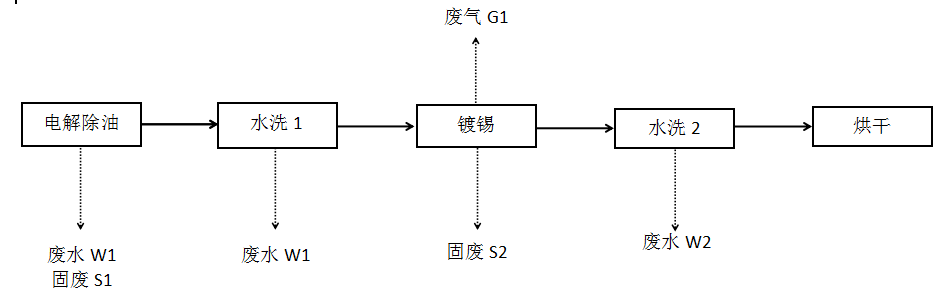 废气 G1
电解除油
水洗 1
镀锡
水洗 2
烘干
废水 W1
固废 S1
废水 W1
固废 S2
废水 W2